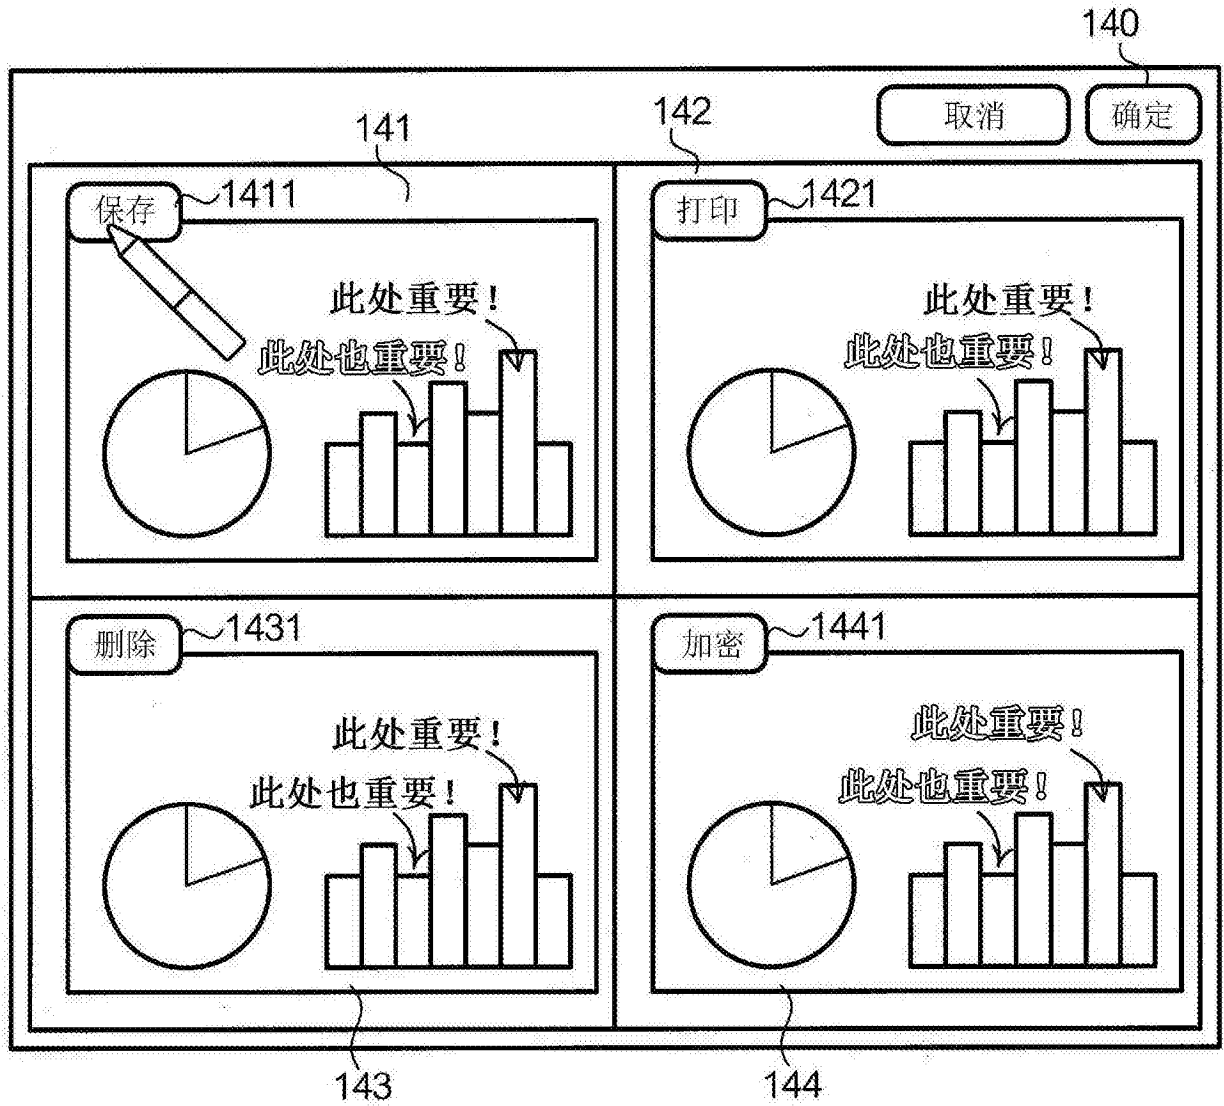 140
取消
确定
141
142
保存
1411
打印
1421
此处重要！
此处也重要！
此处重要！
此处也重要！
删除
1431
加密
1441
此处重要！
此处也重要！
此处重要！
此处也重要！
143
144